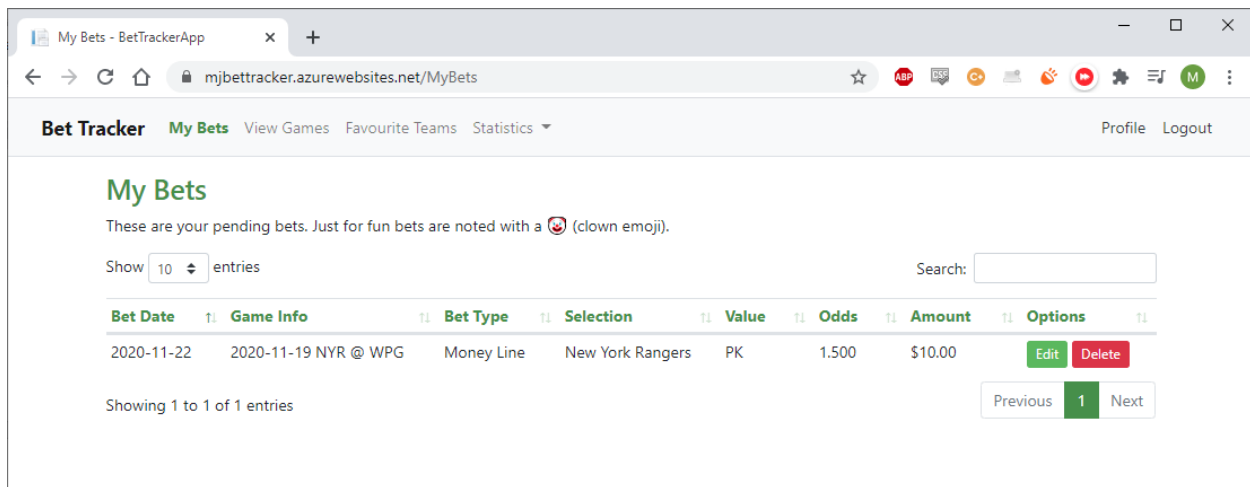 My Bets - BetTrackerApp
mjbettracker.azurewebsites.net/MyBets
ABP CSS C+ M
Bet Tracker My Bets View Games Favourite Teams Statistics Profile Logout
My Bets
These are your pending bets. Just for fun bets are noted with a 🤡 (clown emoji).
Show 10 entries Search:
Bet Date Game Info Bet Type Selection Value Odds Amount Options
2020-11-22 2020-11-19 NYR @ WPG Money Line New York Rangers PK 1.500 $10.00 Edit Delete
Showing 1 to 1 of 1 entries Previous 1 Next